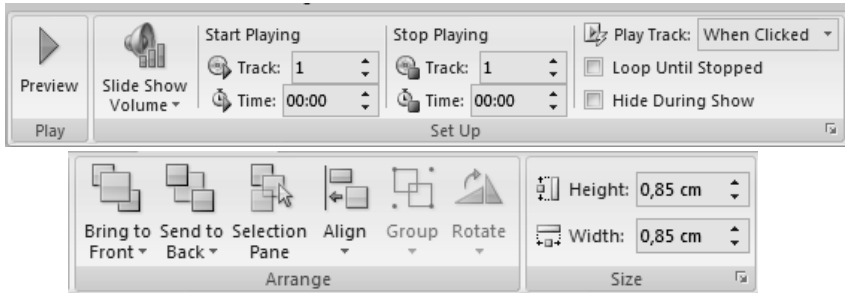 Preview
Play
Slide Show
Volume
Start Playing
Track: 1
Time: 00:00
Stop Playing
Track: 1
Time: 00:00
Play Track: When Clicked
Loop Until Stopped
Hide During Show
Set Up
Bring to
Front
Send to
Back
Selection
Pane
Align
Group
Rotate
Arrange
Height: 0,85 cm
Width: 0,85 cm
Size